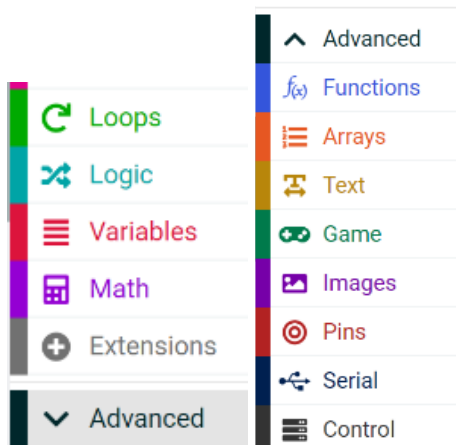 Loops
Logic
Variables
Math
Extensions
Advanced
Advanced
f(x) Functions
Arrays
Text
Game
Images
Pins
Serial
Control